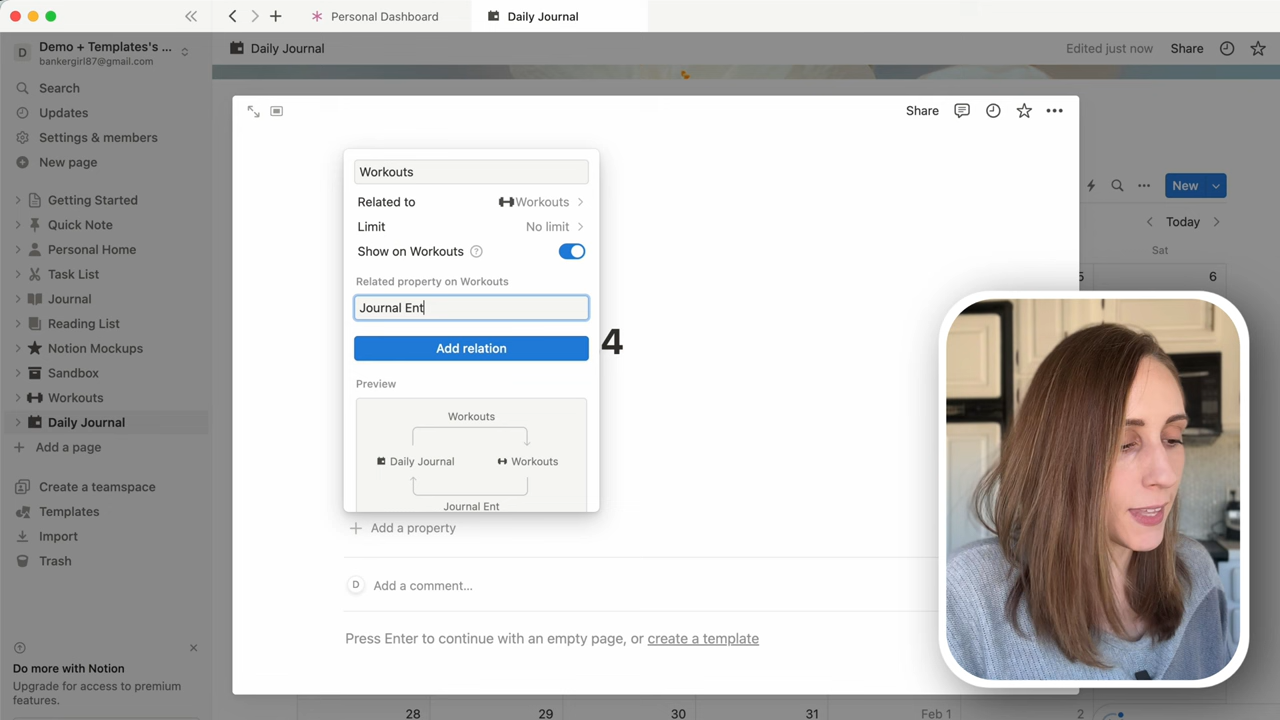 Personal Dashboard
Daily Journal
D
Demo + Templates's ...
bankergirl87@gmail.com
Daily Journal
Edited just now
Share
Search
Updates
Settings & members
New page
Getting Started
Quick Note
Personal Home
Task List
Journal
Reading List
Notion Mockups
Sandbox
Workouts
Daily Journal
Add a page
Create a teamspace
Templates
Import
Trash
Do more with Notion
Upgrade for access to premium
features.
Share
Workouts
Related to
Workouts
Limit
No limit
Show on Workouts
Related property on Workouts
Journal Ent
Add relation
Preview
Workouts
Daily Journal
Workouts
Journal Ent
4
Add a property
D
Add a comment...
Press Enter to continue with an empty page, or create a template
New
Today
Sat
5
6
28
29
30
31
Feb 1
2